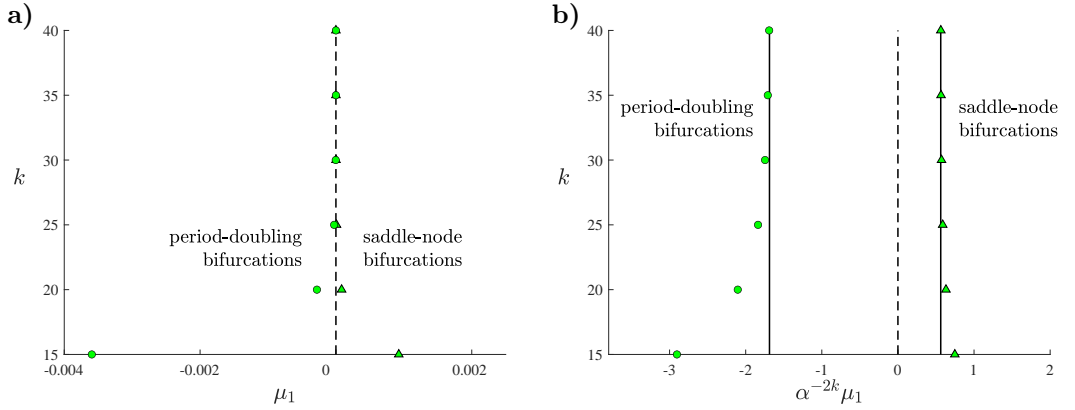 a)
40
35
30
k
25
period-doubling
bifurcations
saddle-node
bifurcations
20
15
-0.004
-0.002
0
0.002
μ₁
b)
40
35
period-doubling
bifurcations
saddle-node
bifurcations
30
k
25
20
15
-3
-2
-1
0
1
2
α⁻²ᵏμ₁